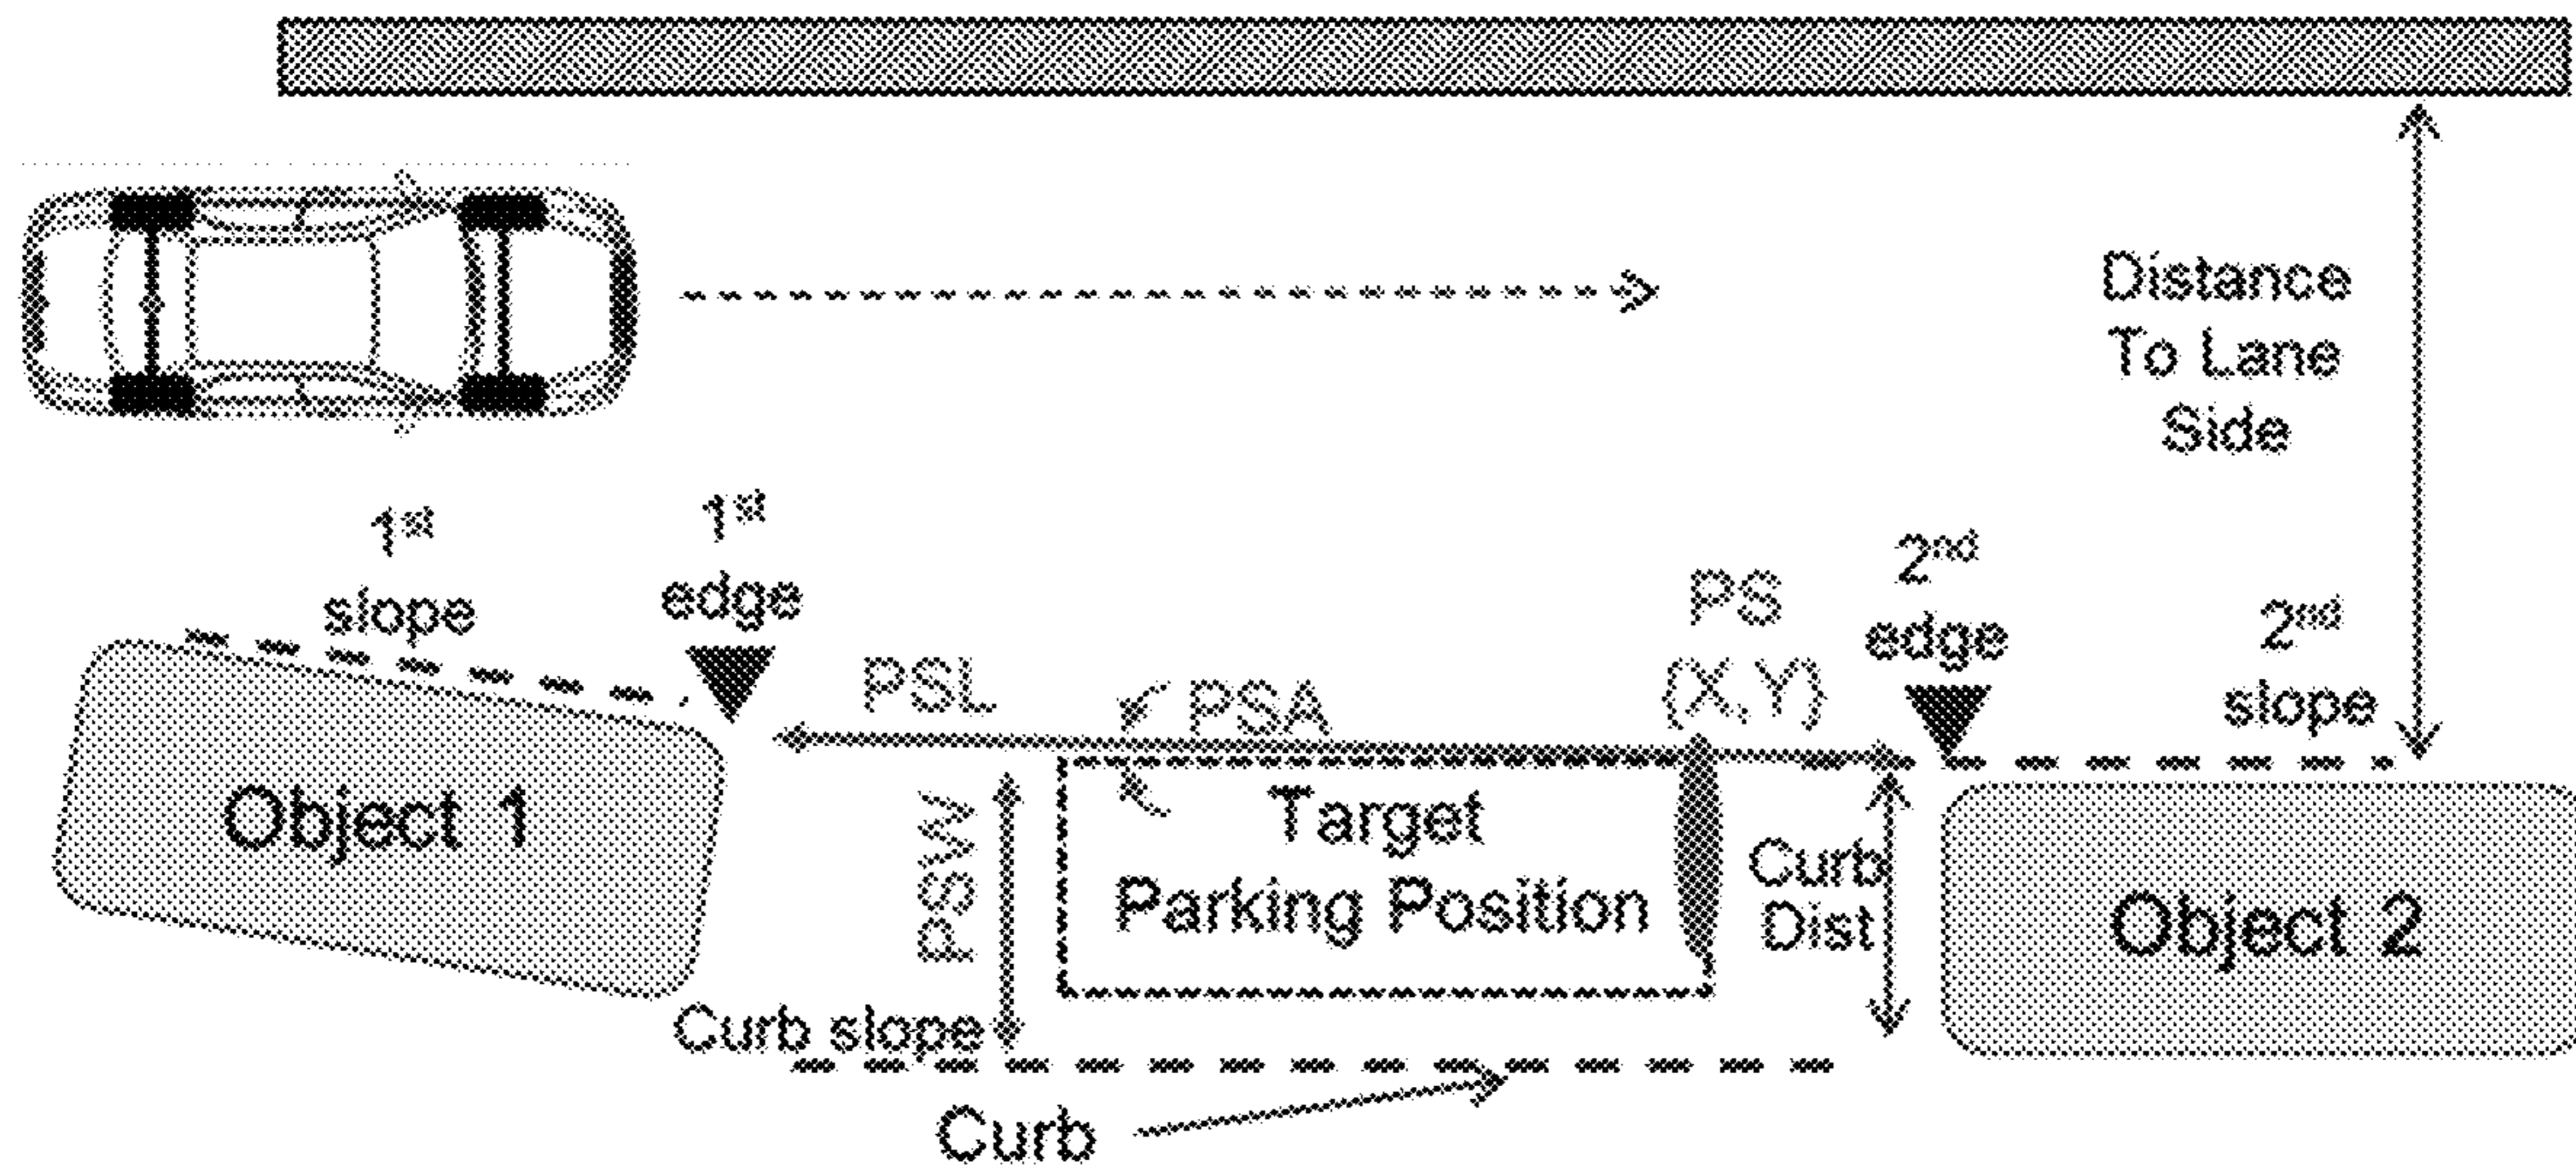 Distance
To Lane
Side
1st
slope
1st
edge
PSL
PSA
PS
(X,Y)
2nd
edge
2nd
slope
Object 1
PSW
Target
Parking Position
Curb
Dist
Object 2
Curb slope
Curb